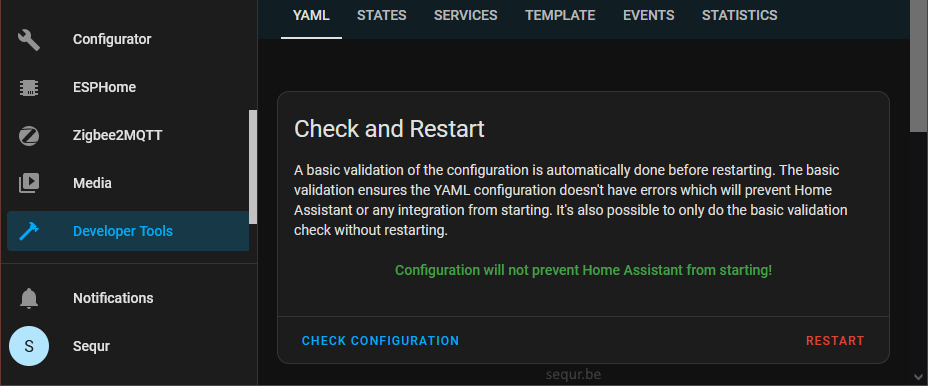 Configurator
ESPHome
Zigbee2MQTT
Media
Developer Tools
Notifications
S
Sequr
YAML STATES SERVICES TEMPLATE EVENTS STATISTICS
Check and Restart
A basic validation of the configuration is automatically done before restarting. The basic
validation ensures the YAML configuration doesn't have errors which will prevent Home
Assistant or any integration from starting. It's also possible to only do the basic validation
check without restarting.
Configuration will not prevent Home Assistant from starting!
CHECK CONFIGURATION RESTART
sequr.be